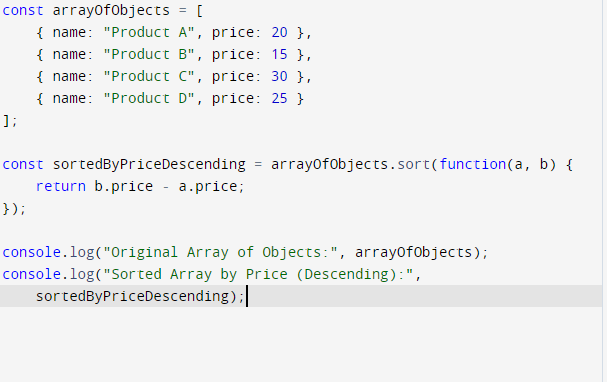 const arrayOfObjects = [
    { name: "Product A", price: 20 },
    { name: "Product B", price: 15 },
    { name: "Product C", price: 30 },
    { name: "Product D", price: 25 }
];
const sortedByPriceDescending = arrayOfObjects.sort(function(a, b) {
    return b.price - a.price;
});
console.log("Original Array of Objects:", arrayOfObjects);
console.log("Sorted Array by Price (Descending):",
    sortedByPriceDescending);